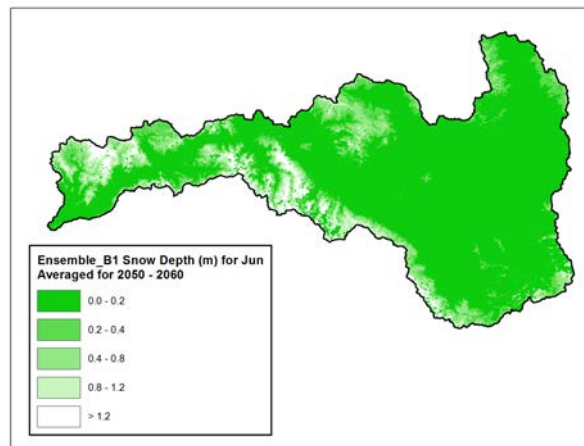 Ensemble_B1 Snow Depth (m) for Jun
Averaged for 2050 - 2060
0.0 - 0.2
0.2 - 0.4
0.4 - 0.8
0.8 - 1.2
> 1.2